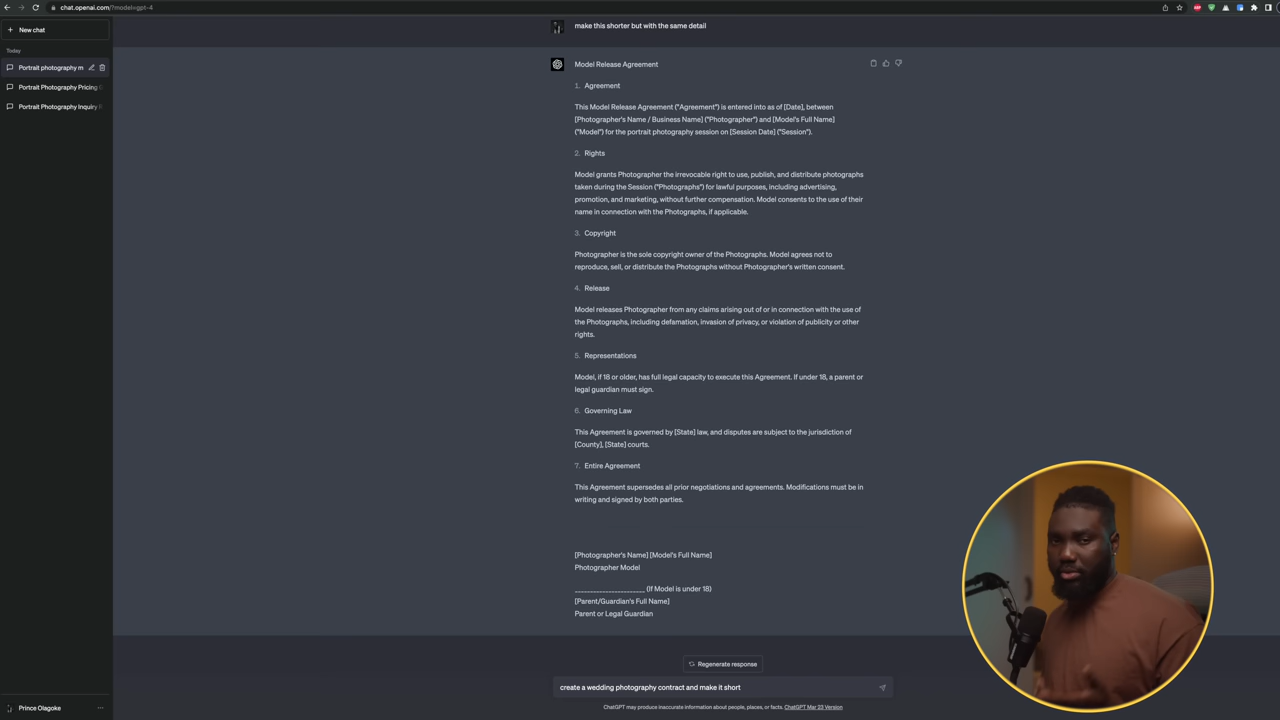 chat.openai.com/?model=gpt-4
New chat
Today
Portrait photography m
Portrait Photography Pricing
Portrait Photography Inquiry
make this shorter but with the same detail
Model Release Agreement
1. Agreement
This Model Release Agreement ("Agreement") is entered into as of [Date], between
[Photographer's Name / Business Name] ("Photographer") and [Model's Full Name]
("Model") for the portrait photography session on [Session Date] ("Session").
2. Rights
Model grants Photographer the irrevocable right to use, publish, and distribute photographs
taken during the Session ("Photographs") for lawful purposes, including advertising,
promotion, and marketing, without further compensation. Model consents to the use of their
name in connection with the Photographs, if applicable.
3. Copyright
Photographer is the sole copyright owner of the Photographs. Model agrees not to
reproduce, sell, or distribute the Photographs without Photographer's written consent.
4. Release
Model releases Photographer from any claims arising out of or in connection with the use of
the Photographs, including defamation, invasion of privacy, or violation of publicity or other
rights.
5. Representations
Model, if 18 or older, has full legal capacity to execute this Agreement. If under 18, a parent or
legal guardian must sign.
6. Governing Law
This Agreement is governed by [State] law, and disputes are subject to the jurisdiction of
[County], [State] courts.
7. Entire Agreement
This Agreement supersedes all prior negotiations and agreements. Modifications must be in
writing and signed by both parties.
[Photographer's Name] [Model's Full Name]
Photographer Model
______________________ (If Model is under 18)
[Parent/Guardian's Full Name]
Parent or Legal Guardian
Regenerate response
create a wedding photography contract and make it short
ChatGPT may produce inaccurate information about people, places, or facts. ChatGPT Mar 23 Version
Prince Olagoke